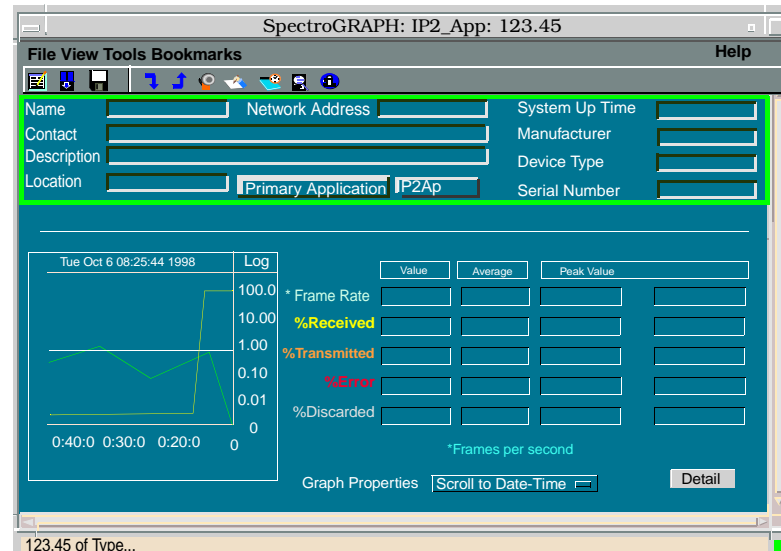 SpectroGRAPH: IP2_App: 123.45
File View Tools Bookmarks Help
Name Network Address System Up Time
Contact Manufacturer
Description Device Type
Location Primary Application IP2Ap Serial Number
Tue Oct 6 08:25:44 1998 Log
Value Average Peak Value
100.0 * Frame Rate
10.00 %Received
1.00 %Transmitted
0.10 %Error
0.01 %Discarded
0
0:40:0 0:30:0 0:20:0 0
*Frames per second
Graph Properties Scroll to Date-Time Detail
123.45 of Type...